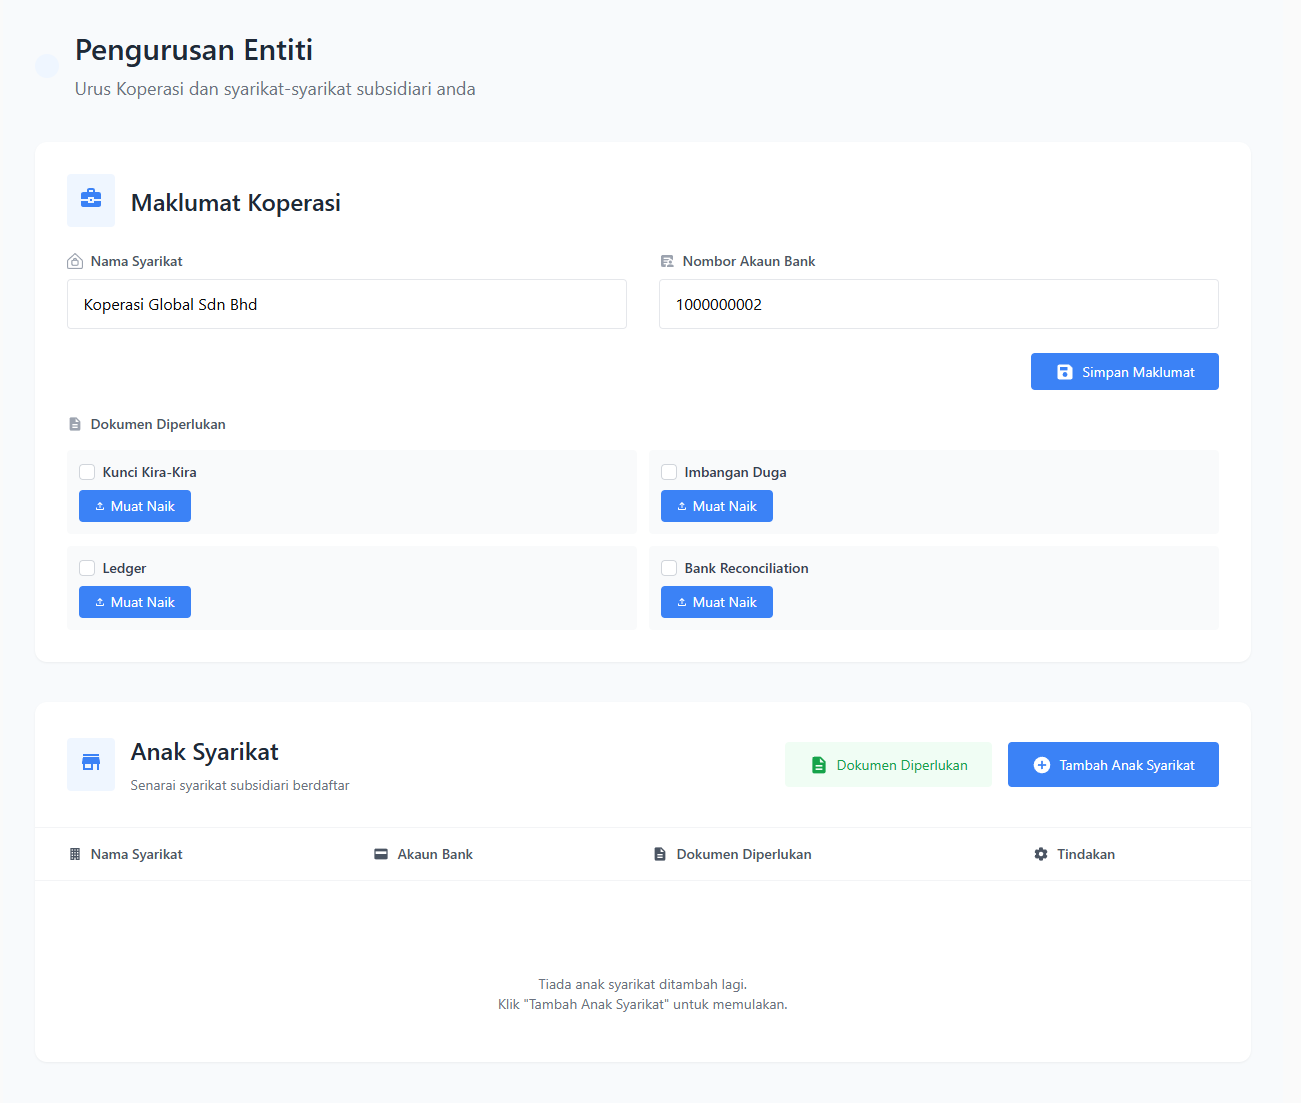 Pengurusan Entiti
Urus Koperasi dan syarikat-syarikat subsidiari anda
Maklumat Koperasi
Nama Syarikat
Nombor Akaun Bank
Koperasi Global Sdn Bhd
1000000002
Simpan Maklumat
Dokumen Diperlukan
Kunci Kira-Kira
Imbangan Duga
Muat Naik
Muat Naik
Ledger
Bank Reconciliation
Muat Naik
Muat Naik
Anak Syarikat
Senarai syarikat subsidiari berdaftar
Dokumen Diperlukan
Tambah Anak Syarikat
Nama Syarikat
Akaun Bank
Dokumen Diperlukan
Tindakan
Tiada anak syarikat ditambah lagi.
Klik "Tambah Anak Syarikat" untuk memulakan.